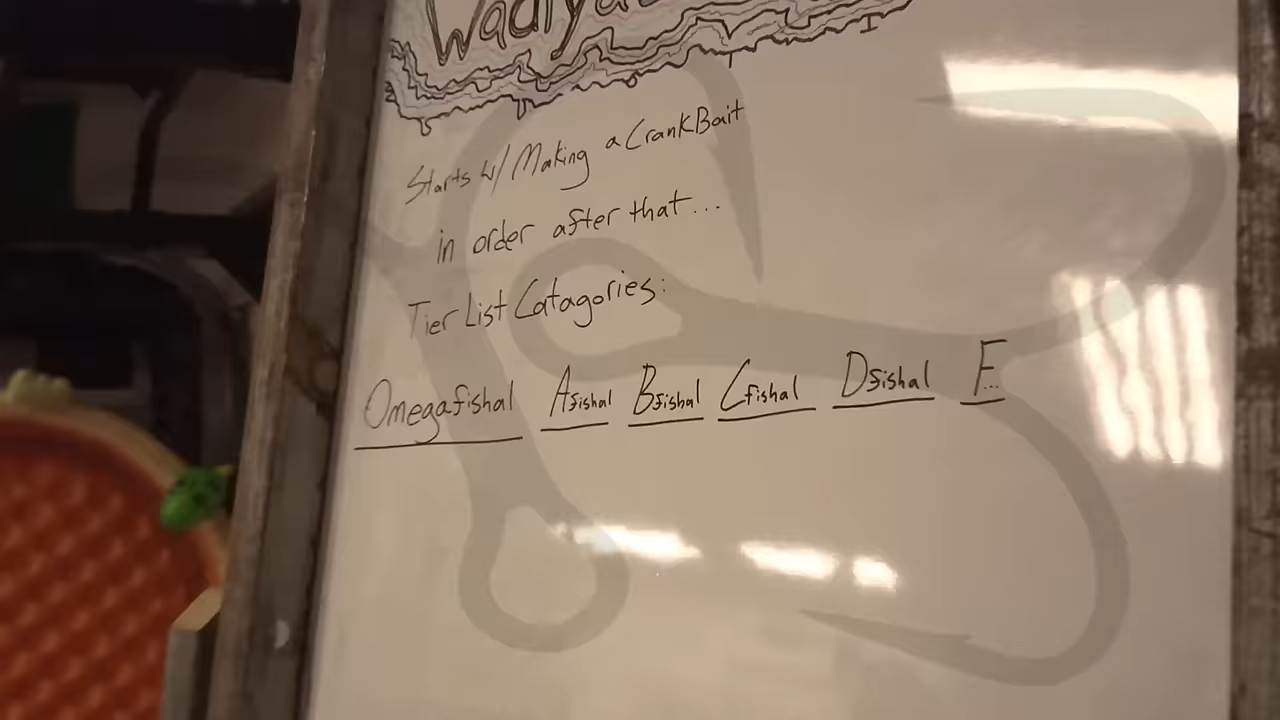 Starts w/ Making a CrankBait
in order after that...
Tier List Catagories:
Omegafishal Afishal Bfishal Cfishal Dfishal F...